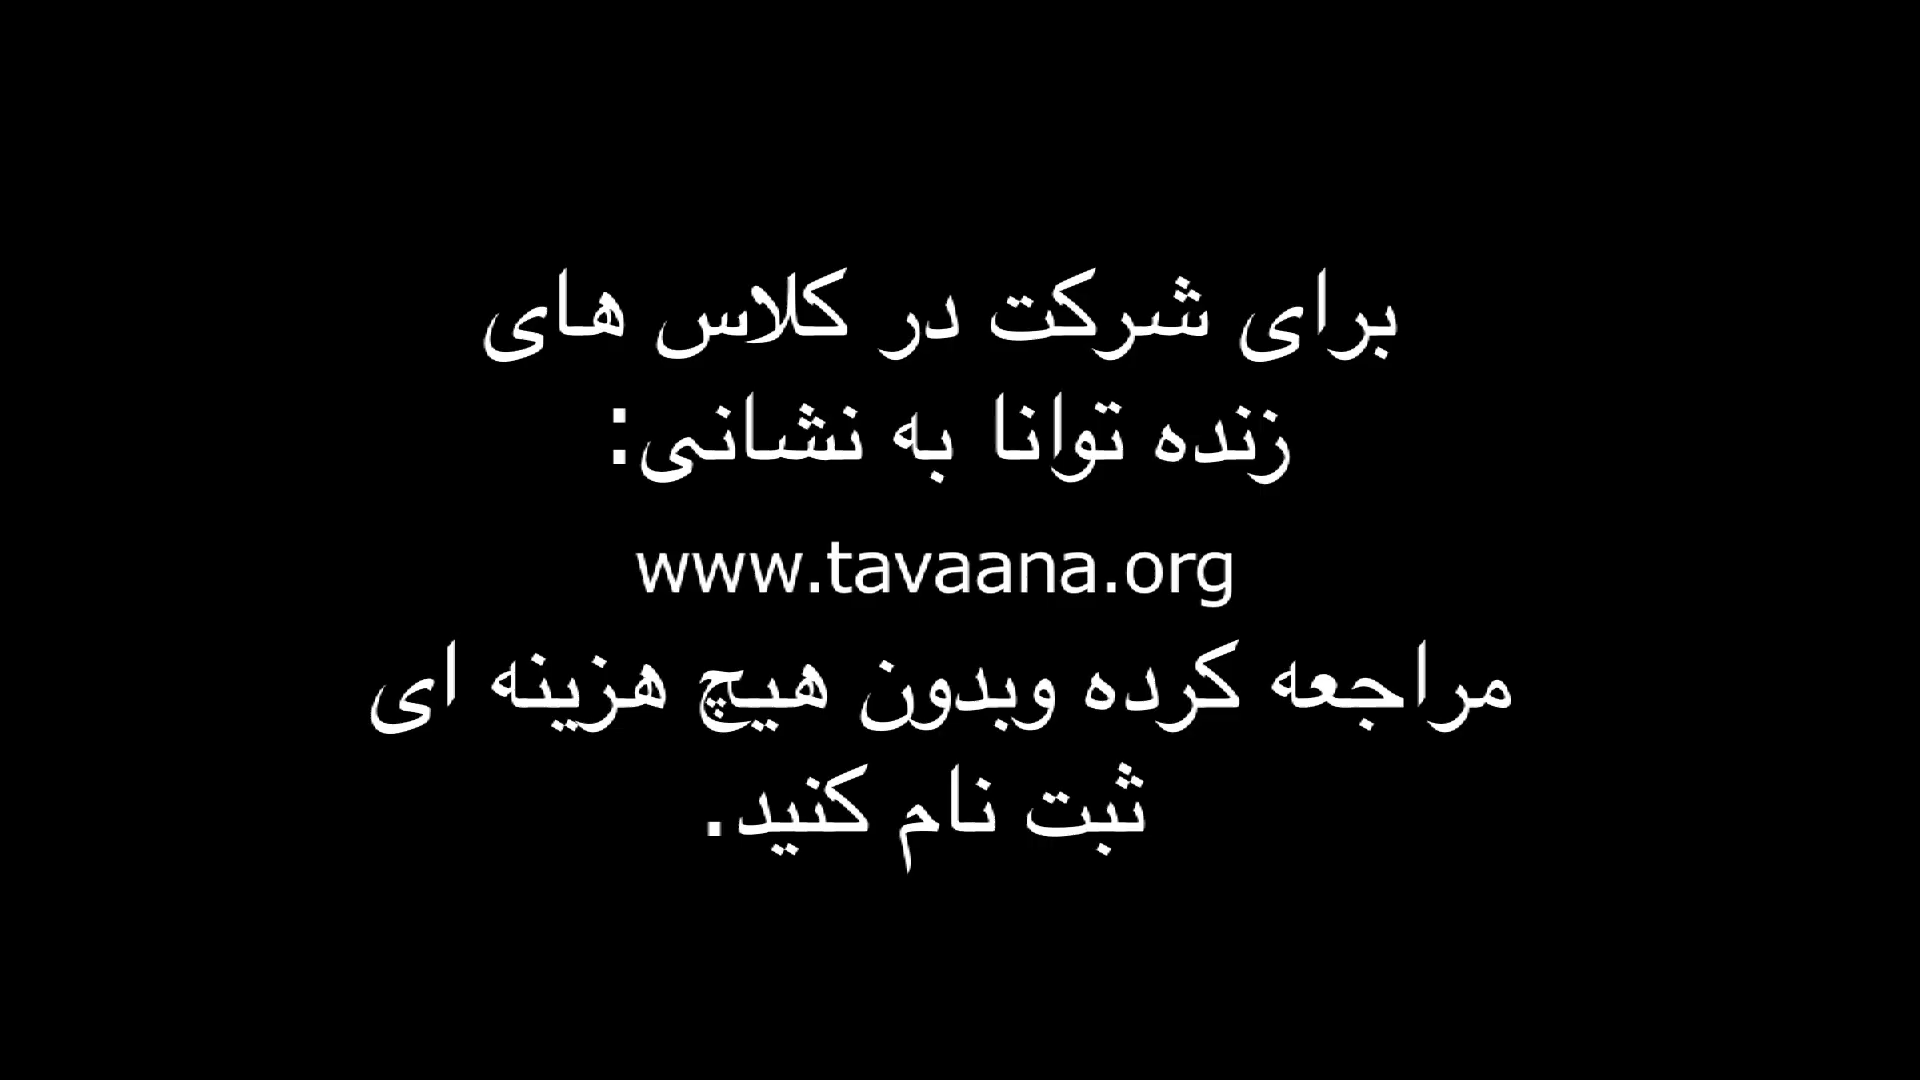 برای شرکت در کلاس های
زنده توانا به نشانی:
www.tavaana.org
مراجعه کرده وبدون هیچ هزینه ای
ثبت نام کنید.